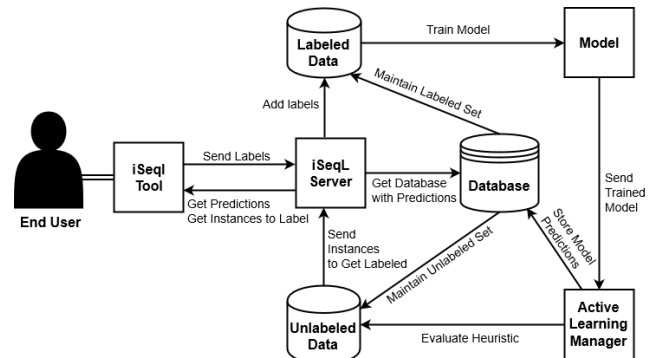 Labeled
Data
Train Model
Model
Maintain Labeled Set
Add labels
iSeqI
Tool
Send Labels
iSeqL
Server
Get Database
with Predictions
Database
Send
Trained
Model
End User
Get Predictions
Get Instances to Label
Send
Instances
to Get Labeled
Maintain Unlabeled Set
Store Model
Predictions
Unlabeled
Data
Evaluate Heuristic
Active
Learning
Manager